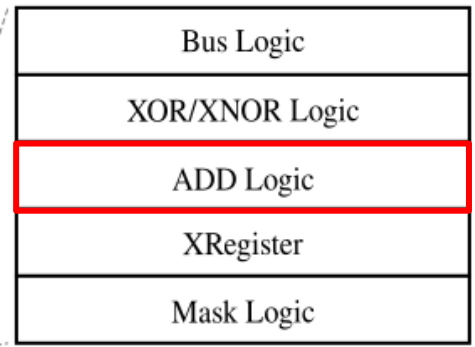 Bus Logic
XOR/XNOR Logic
ADD Logic
XRegister
Mask Logic